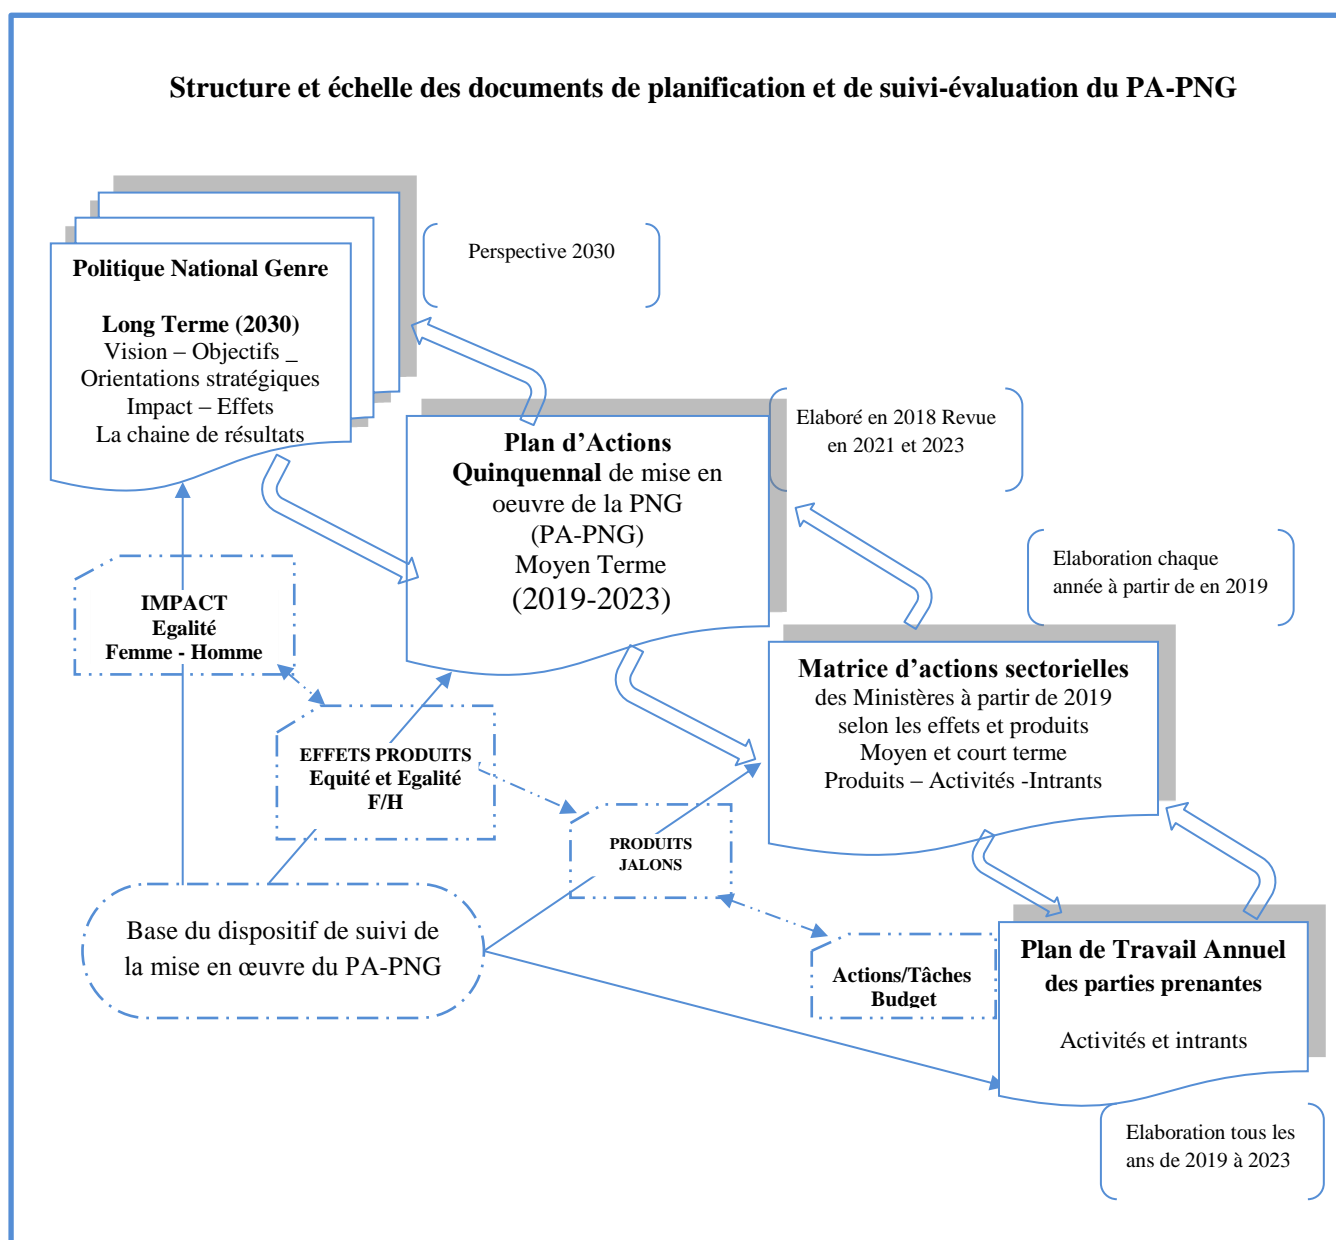 Structure et échelle des documents de planification et de suivi-évaluation du PA-PNG
Politique National Genre
Long Terme (2030)
Vision – Objectifs _
Orientations stratégiques
Impact – Effets
La chaine de résultats
Perspective 2030
Plan d’Actions
Quinquennal de mise en
oeuvre de la PNG
(PA-PNG)
Moyen Terme
(2019-2023)
Elaboré en 2018 Revue
en 2021 et 2023
Elaboration chaque
année à partir de en 2019
IMPACT
Egalité
Femme - Homme
Matrice d’actions sectorielles
des Ministères à partir de 2019
selon les effets et produits
Moyen et court terme
Produits – Activités -Intrants
EFFETS PRODUITS
Equité et Egalité
F/H
PRODUITS
JALONS
Base du dispositif de suivi de
la mise en œuvre du PA-PNG
Actions/Tâches
Budget
Plan de Travail Annuel
des parties prenantes
Activités et intrants
Elaboration tous les
ans de 2019 à 2023